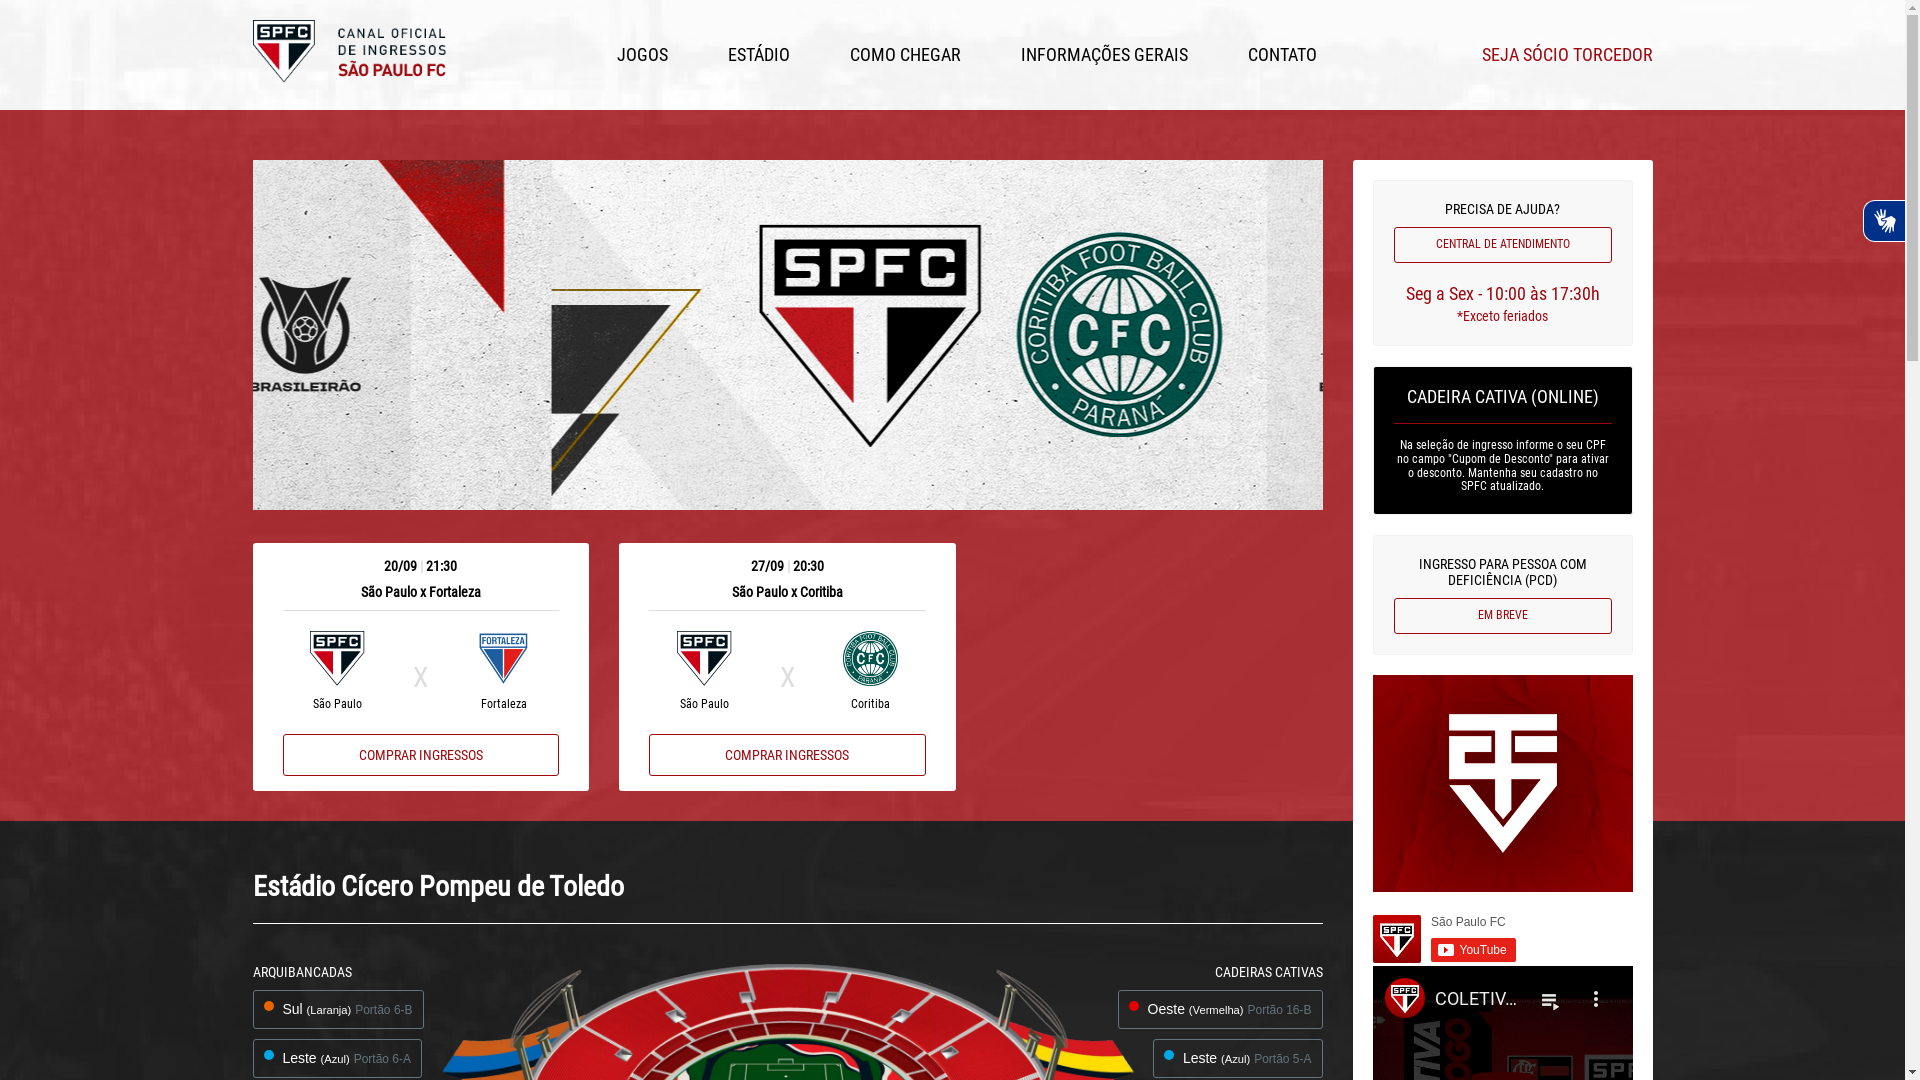 SPFC
CANAL OFICIAL
DE INGRESSOS
SÃO PAULO FC
JOGOS
ESTÁDIO
COMO CHEGAR
INFORMAÇÕES GERAIS
CONTATO
SEJA SÓCIO TORCEDOR
BRASILEIRÃO
SPFC
CORITIBA FOOT BALL CLUB
CFC
PARANÁ
PRECISA DE AJUDA?
CENTRAL DE ATENDIMENTO
Seg a Sex - 10:00 às 17:30h
*Exceto feriados
CADEIRA CATIVA (ONLINE)
Na seleção de ingresso informe o seu CPF
no campo "Cupom de Desconto" para ativar
o desconto. Mantenha seu cadastro no
SPFC atualizado.
INGRESSO PARA PESSOA COM
DEFICIÊNCIA (PCD)
EM BREVE
20/09 | 21:30
São Paulo x Fortaleza
SPFC
X
FORTALEZA
São Paulo
Fortaleza
COMPRAR INGRESSOS
27/09 | 20:30
São Paulo x Coritiba
SPFC
X
CFC
São Paulo
Coritiba
COMPRAR INGRESSOS
Estádio Cícero Pompeu de Toledo
ARQUIBANCADAS
Sul (Laranja) Portão 6-B
Leste (Azul) Portão 6-A
CADEIRAS CATIVAS
Oeste (Vermelha) Portão 16-B
Leste (Azul) Portão 5-A
SPFC
São Paulo FC
YouTube
SPFC
COLETIV...